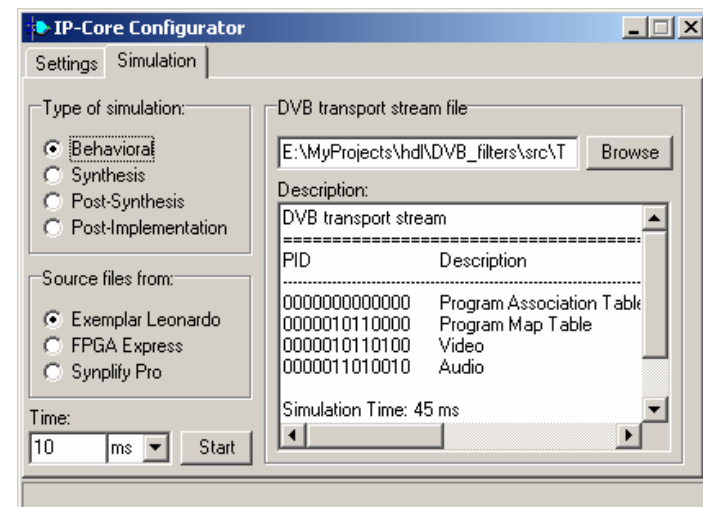 IP-Core Configurator
Settings Simulation
Type of simulation:
Behavioral
Synthesis
Post-Synthesis
Post-Implementation
Source files from:
Exemplar Leonardo
FPGA Express
Synplify Pro
Time:
10 ms Start
DVB transport stream file
E:\MyProjects\hdl\DVB_filters\src\T Browse
Description:
DVB transport stream
========================================
PID Description
----------------------------------------
0000000000000 Program Association Table
0000010110000 Program Map Table
0000010110100 Video
0000011010010 Audio
Simulation Time: 45 ms